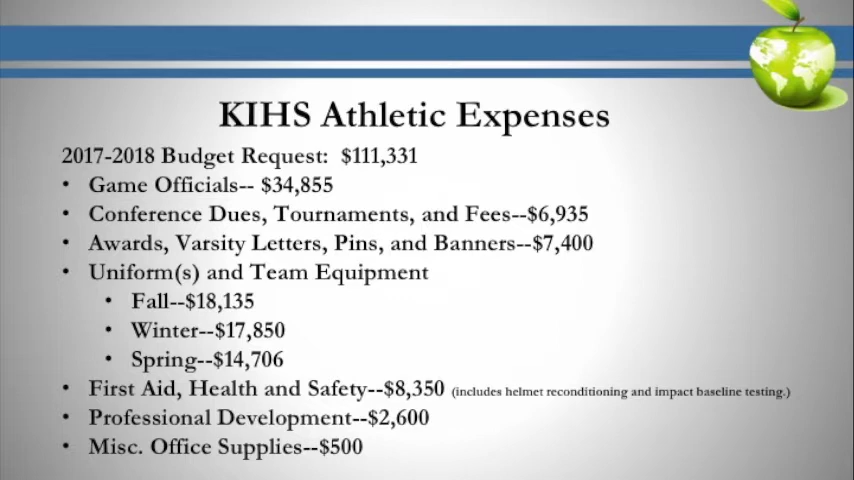 KIHS Athletic Expenses
2017-2018 Budget Request: $111,331
• Game Officials-- $34,855
• Conference Dues, Tournaments, and Fees--$6,935
• Awards, Varsity Letters, Pins, and Banners--$7,400
• Uniform(s) and Team Equipment
• Fall--$18,135
• Winter--$17,850
• Spring--$14,706
• First Aid, Health and Safety--$8,350 (includes helmet reconditioning and impact baseline testing.)
• Professional Development--$2,600
• Misc. Office Supplies--$500